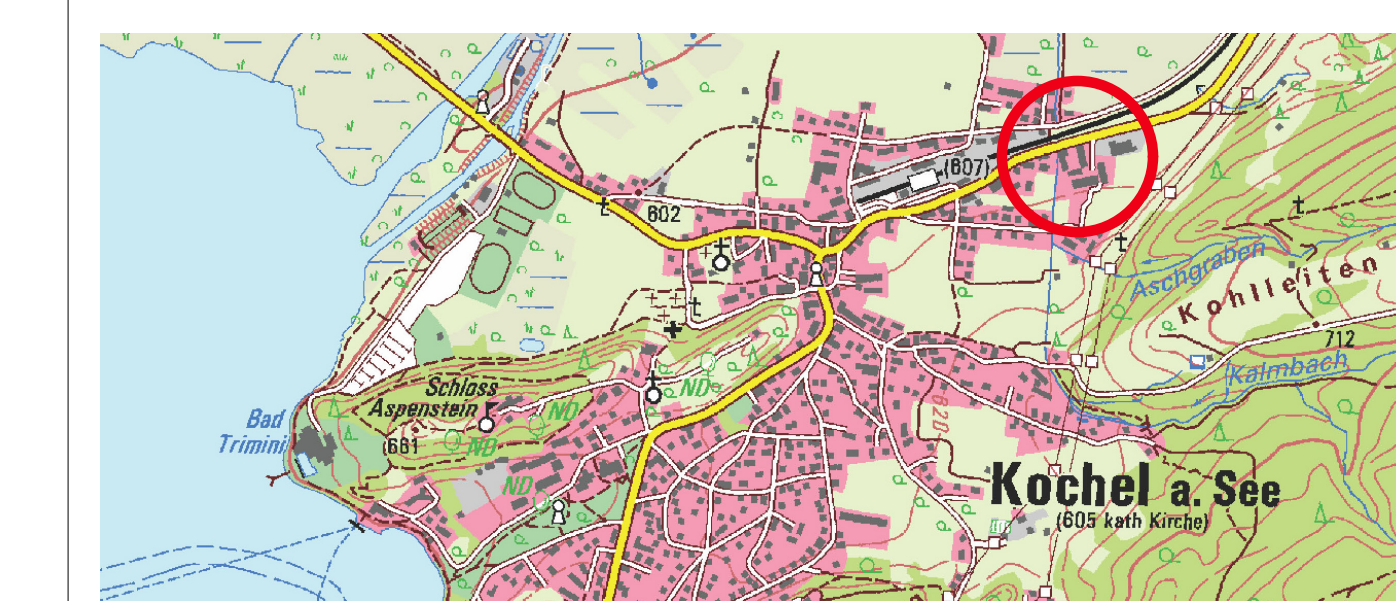 (607)
602
Aschgraben
Kohlleiten
712
Kalmbach
Schloss
Aspenstein
ND
ND
Bad
Trimini
(661
ND
620
ND
Kochel a. See
(605 kath Kirche)